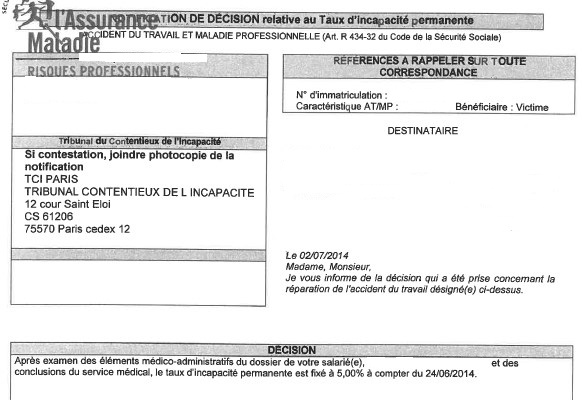 SÉCU
l'Assurance
Maladie
RISQUES PROFESSIONNELS
DE DÉCISION relative au Taux d'incapacité permanente
ACCIDENT DU TRAVAIL ET MALADIE PROFESSIONNELLE (Art. R 434-32 du Code de la Sécurité Sociale)
RÉFÉRENCES A RAPPELER SUR TOUTE
CORRESPONDANCE
N° d'immatriculation :
Caractéristique AT/MP : Bénéficiaire : Victime
DESTINATAIRE
Tribunal du Contentieux de l'Incapacité
Si contestation, joindre photocopie de la
notification
TCI PARIS
TRIBUNAL CONTENTIEUX DE L INCAPACITE
12 cour Saint Eloi
CS 61206
75570 Paris cedex 12
Le 02/07/2014
Madame, Monsieur,
Je vous informe de la décision qui a été prise concernant la
réparation de l'accident du travail désigné(e) ci-dessus.
DÉCISION
Après examen des éléments médico-administratifs du dossier de votre salarié(e), et des
conclusions du service médical, le taux d'incapacité permanente est fixé à 5,00% à compter du 24/06/2014.